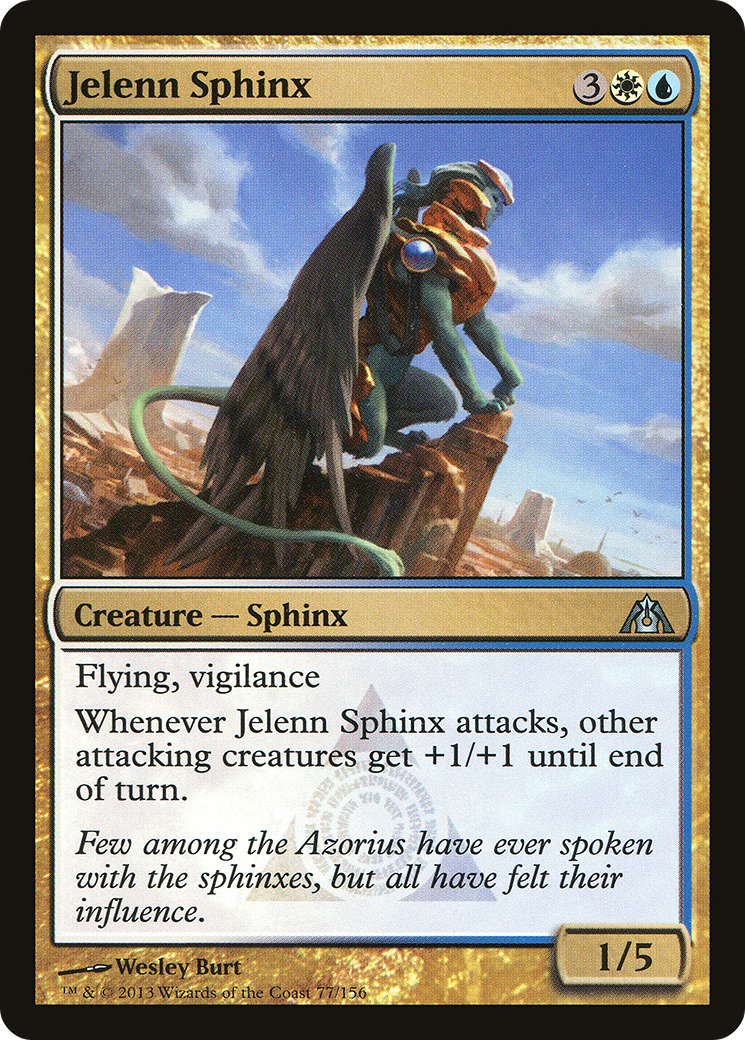 Jelenn Sphinx
3
Creature — Sphinx
Flying, vigilance
Whenever Jelenn Sphinx attacks, other
attacking creatures get +1/+1 until end
of turn.
Few among the Azorius have ever spoken
with the sphinxes, but all have felt their
influence.
1/5
Wesley Burt
™ & © 2013 Wizards of the Coast 77/156